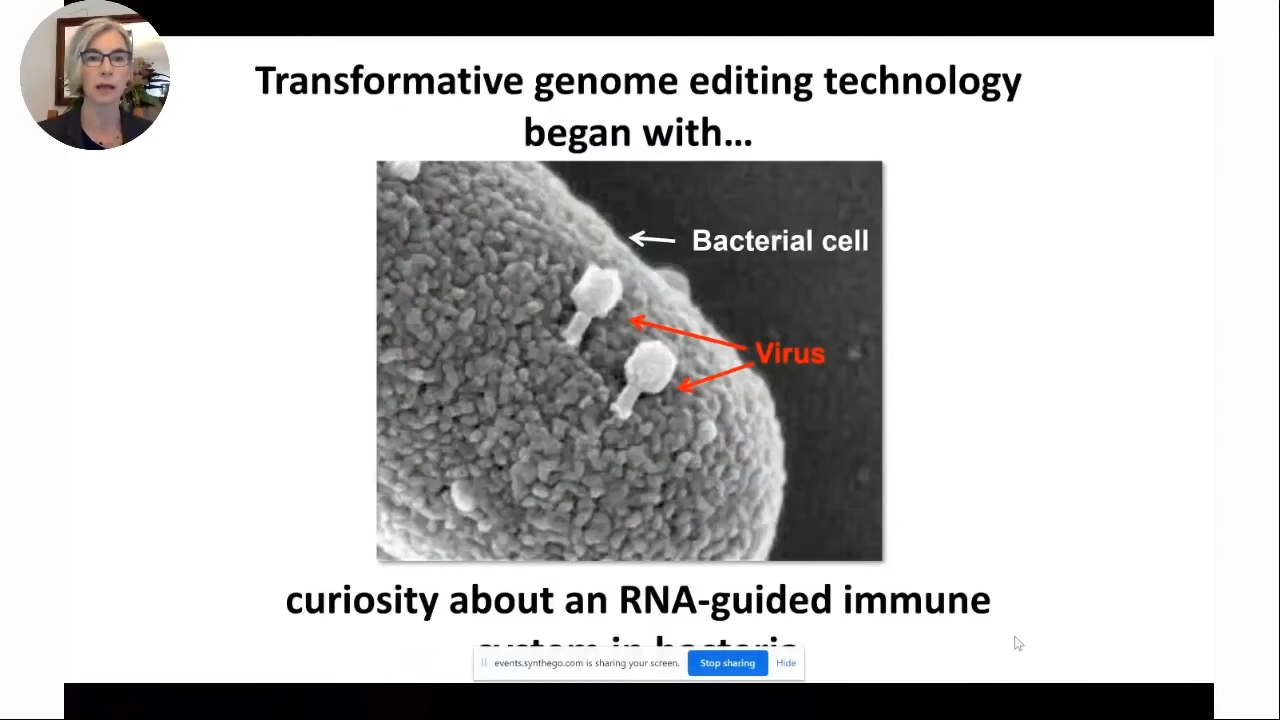 Transformative genome editing technology
began with...
Bacterial cell
Virus
curiosity about an RNA-guided immune
system in bacteria
events.synthego.com is sharing your screen.
Stop sharing
Hide